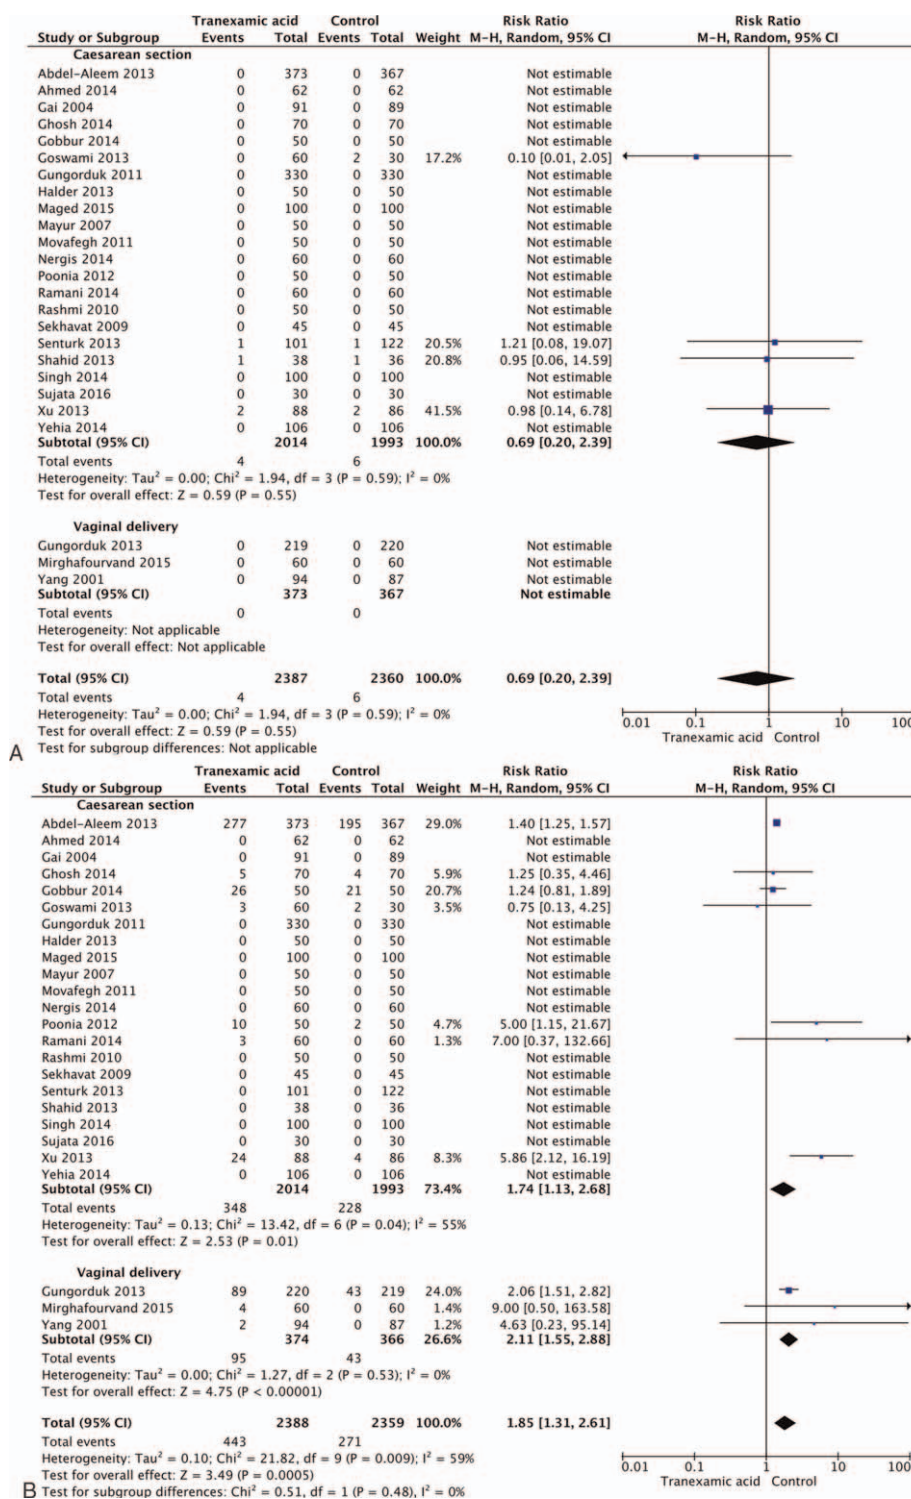 Tranexamic acid Control Risk Ratio Risk Ratio
Study or Subgroup Events Total Events Total Weight M-H, Random, 95% CI M-H, Random, 95% CI
Caesarean section
Abdel-Aleem 2013 0 373 0 367 Not estimable
Ahmed 2014 0 62 0 62 Not estimable
Gai 2004 0 91 0 89 Not estimable
Ghosh 2014 0 70 0 70 Not estimable
Gobbur 2014 0 50 0 50 Not estimable
Goswami 2013 0 60 2 30 17.2% 0.10 [0.01, 2.05]
Gungorduk 2011 0 330 0 330 Not estimable
Halder 2013 0 50 0 50 Not estimable
Maged 2015 0 100 0 100 Not estimable
Mayur 2007 0 50 0 50 Not estimable
Movafegh 2011 0 50 0 50 Not estimable
Nergis 2014 0 60 0 60 Not estimable
Poonia 2012 0 50 0 50 Not estimable
Ramani 2014 0 60 0 60 Not estimable
Rashmi 2010 0 50 0 50 Not estimable
Sekhavat 2009 0 45 0 45 Not estimable
Senturk 2013 1 101 1 122 20.5% 1.21 [0.08, 19.07]
Shahid 2013 1 38 1 36 20.8% 0.95 [0.06, 14.59]
Singh 2014 0 100 0 100 Not estimable
Sujata 2016 0 30 0 30 Not estimable
Xu 2013 2 88 2 86 41.5% 0.98 [0.14, 6.78]
Yehia 2014 0 106 0 106 Not estimable
Subtotal (95% CI) 2014 1993 100.0% 0.69 [0.20, 2.39]
Total events 4 6
Heterogeneity: Tau² = 0.00; Chi² = 1.94, df = 3 (P = 0.59); I² = 0%
Test for overall effect: Z = 0.59 (P = 0.55)
Vaginal delivery
Gungorduk 2013 0 219 0 220 Not estimable
Mirghafourvand 2015 0 60 0 60 Not estimable
Yang 2001 0 94 0 87 Not estimable
Subtotal (95% CI) 373 367 Not estimable
Total events 0 0
Heterogeneity: Not applicable
Test for overall effect: Not applicable
Total (95% CI) 2387 2360 100.0% 0.69 [0.20, 2.39]
Total events 4 6
Heterogeneity: Tau² = 0.00; Chi² = 1.94, df = 3 (P = 0.59); I² = 0%
Test for overall effect: Z = 0.59 (P = 0.55)
Test for subgroup differences: Not applicable
0.01 0.1 1 10 100
Tranexamic acid Control
A
Tranexamic acid Control Risk Ratio Risk Ratio
Study or Subgroup Events Total Events Total Weight M-H, Random, 95% CI M-H, Random, 95% CI
Caesarean section
Abdel-Aleem 2013 277 373 195 367 29.0% 1.40 [1.25, 1.57]
Ahmed 2014 0 62 0 62 Not estimable
Gai 2004 0 91 0 89 Not estimable
Ghosh 2014 5 70 4 70 5.9% 1.25 [0.35, 4.46]
Gobbur 2014 26 50 21 50 20.7% 1.24 [0.81, 1.89]
Goswami 2013 3 60 2 30 3.5% 0.75 [0.13, 4.25]
Gungorduk 2011 0 330 0 330 Not estimable
Halder 2013 0 50 0 50 Not estimable
Maged 2015 0 100 0 100 Not estimable
Mayur 2007 0 50 0 50 Not estimable
Movafegh 2011 0 50 0 50 Not estimable
Nergis 2014 0 60 0 60 Not estimable
Poonia 2012 10 50 2 50 4.7% 5.00 [1.15, 21.67]
Ramani 2014 3 60 0 60 1.3% 7.00 [0.37, 132.66]
Rashmi 2010 0 50 0 50 Not estimable
Sekhavat 2009 0 45 0 45 Not estimable
Senturk 2013 0 101 0 122 Not estimable
Shahid 2013 0 38 0 36 Not estimable
Singh 2014 0 100 0 100 Not estimable
Sujata 2016 0 30 0 30 Not estimable
Xu 2013 24 88 4 86 8.3% 5.86 [2.12, 16.19]
Yehia 2014 0 106 0 106 Not estimable
Subtotal (95% CI) 2014 1993 73.4% 1.74 [1.13, 2.68]
Total events 348 228
Heterogeneity: Tau² = 0.13; Chi² = 13.42, df = 6 (P = 0.04); I² = 55%
Test for overall effect: Z = 2.53 (P = 0.01)
Vaginal delivery
Gungorduk 2013 89 220 43 219 24.0% 2.06 [1.51, 2.82]
Mirghafourvand 2015 4 60 0 60 1.4% 9.00 [0.50, 163.58]
Yang 2001 2 94 0 87 1.2% 4.63 [0.23, 95.14]
Subtotal (95% CI) 374 366 26.6% 2.11 [1.55, 2.88]
Total events 95 43
Heterogeneity: Tau² = 0.00; Chi² = 1.27, df = 2 (P = 0.53); I² = 0%
Test for overall effect: Z = 4.75 (P < 0.00001)
Total (95% CI) 2388 2359 100.0% 1.85 [1.31, 2.61]
Total events 443 271
Heterogeneity: Tau² = 0.10; Chi² = 21.82, df = 9 (P = 0.009); I² = 59%
Test for overall effect: Z = 3.49 (P = 0.0005)
Test for subgroup differences: Chi² = 0.51, df = 1 (P = 0.48), I² = 0%
0.01 0.1 1 10 100
Tranexamic acid Control
B